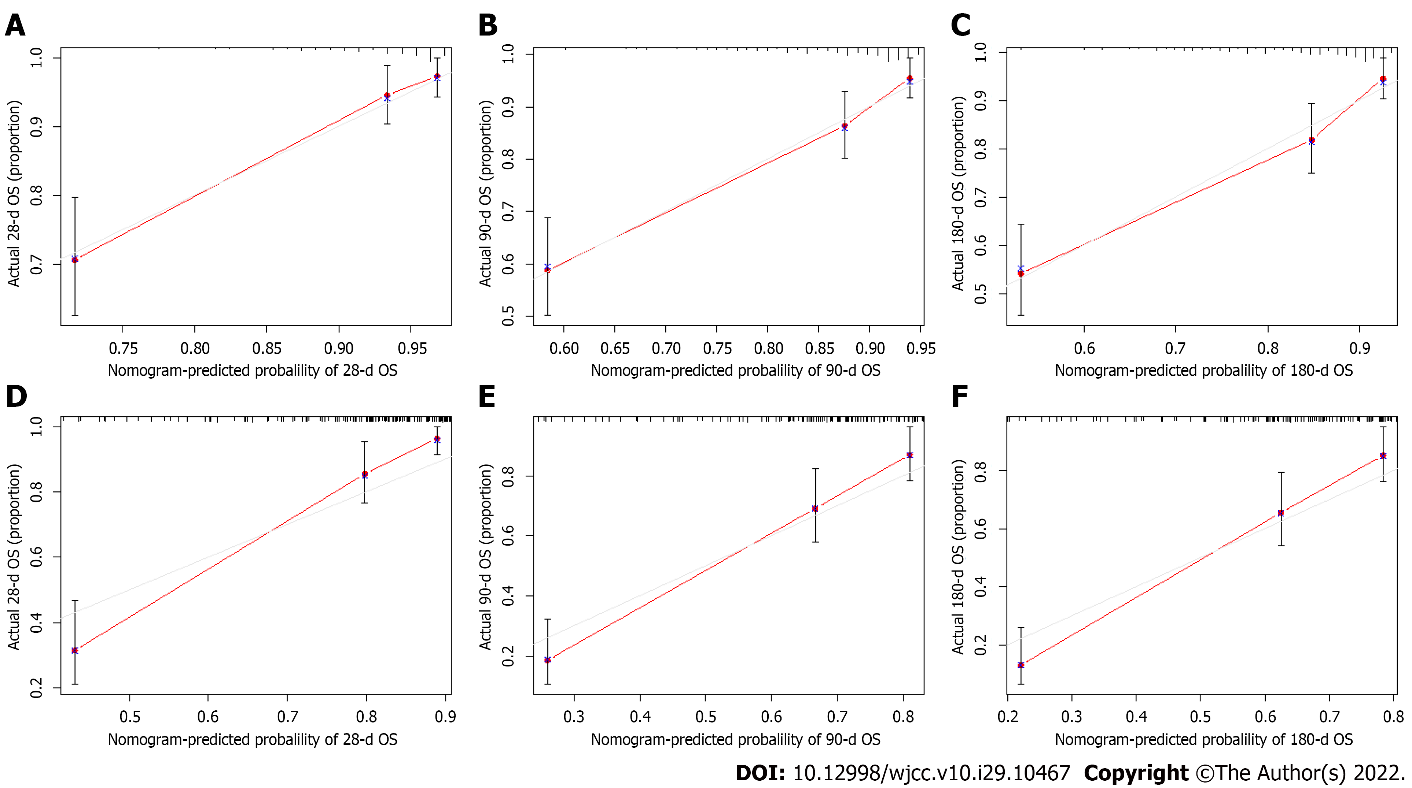 A
B
C
Actual 28-d OS (proportion)
1.0
0.9
0.8
0.7
0.75 0.80 0.85 0.90 0.95
Nomogram-predicted probalility of 28-d OS
Actual 90-d OS (proportion)
1.0
0.9
0.8
0.7
0.6
0.5
0.60 0.65 0.70 0.75 0.80 0.85 0.90 0.95
Nomogram-predicted probalility of 90-d OS
Actual 180-d OS (proportion)
1.0
0.9
0.8
0.7
0.6
0.5
0.6 0.7 0.8 0.9
Nomogram-predicted probalility of 180-d OS
D
E
F
Actual 28-d OS (proportion)
1.0
0.8
0.6
0.4
0.2
0.5 0.6 0.7 0.8 0.9
Nomogram-predicted probalility of 28-d OS
Actual 90-d OS (proportion)
0.8
0.6
0.4
0.2
0.3 0.4 0.5 0.6 0.7 0.8
Nomogram-predicted probalility of 90-d OS
Actual 180-d OS (proportion)
0.8
0.6
0.4
0.2
0.2 0.3 0.4 0.5 0.6 0.7 0.8
Nomogram-predicted probalility of 180-d OS
DOI: 10.12998/wjcc.v10.i29.10467 Copyright ©The Author(s) 2022.